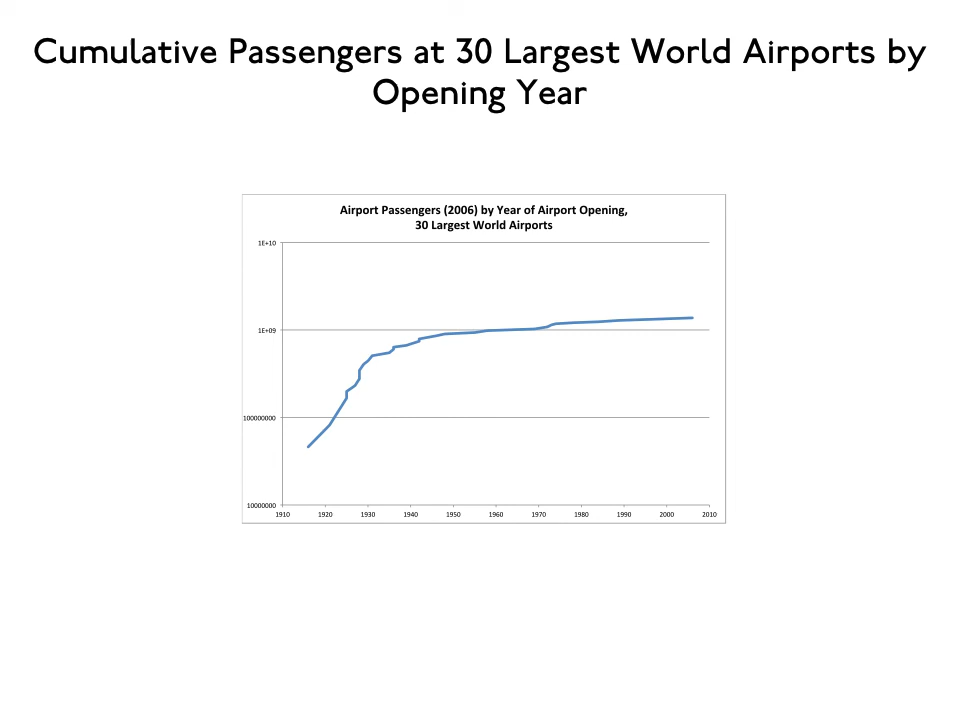 Cumulative Passengers at 30 Largest World Airports by
Opening Year
Airport Passengers (2006) by Year of Airport Opening,
30 Largest World Airports
1E+10
1E+09
100000000
10000000
1910 1920 1930 1940 1950 1960 1970 1980 1990 2000 2010